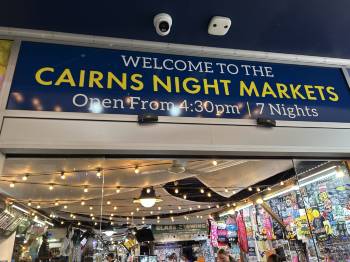 WELCOME TO THE
CAIRNS NIGHT MARKETS
Open From 4:30pm | 7 Nights